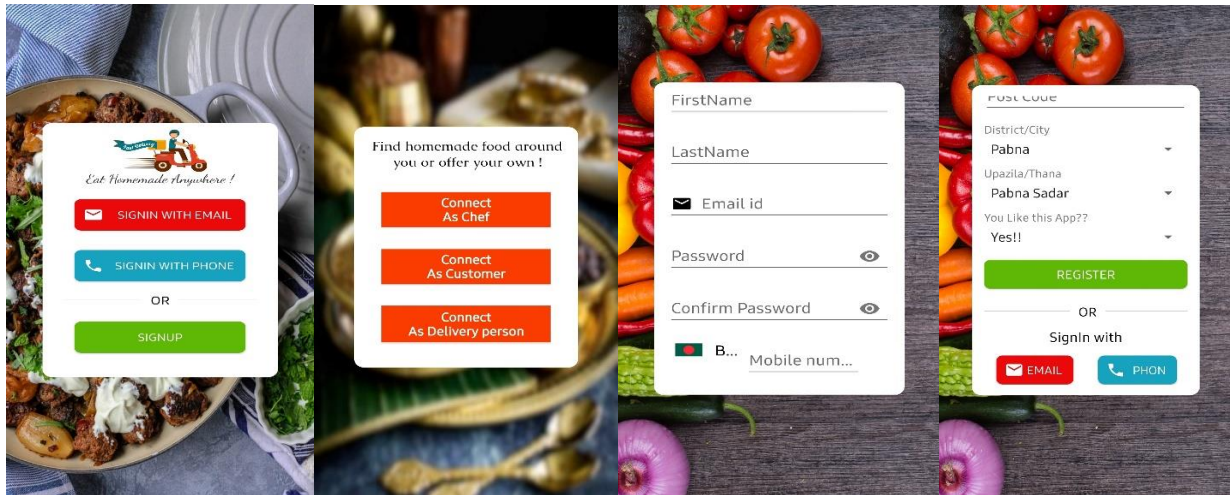 Eat Homemade Anywhere !
SIGNIN WITH EMAIL
SIGNIN WITH PHONE
OR
SIGNUP
Find homemade food around
you or offer your own !
Connect
As Chef
Connect
As Customer
Connect
As Delivery person
FirstName
LastName
Email id
Password
Confirm Password
B...
Mobile num...
Post Code
District/City
Pabna
Upazila/Thana
Pabna Sadar
You Like this App??
Yes!!
REGISTER
OR
SignIn with
EMAIL
PHON